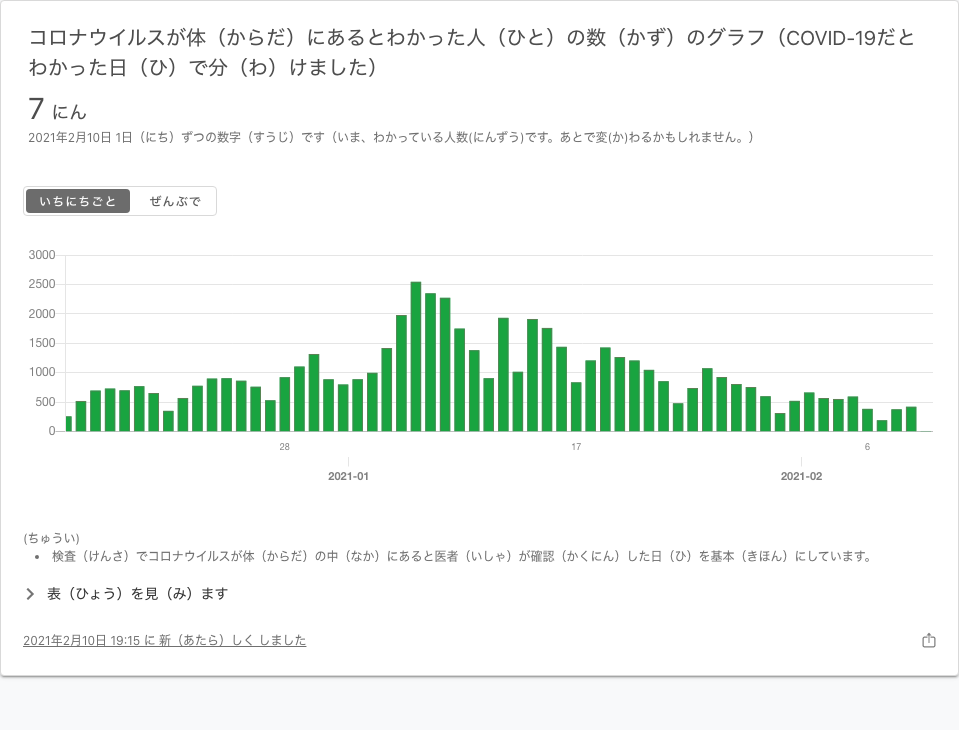 コロナウイルスが体（からだ）にあるとわかった人（ひと）の数（かず）のグラフ（COVID-19だと
わかった日（ひ）で分（わ）けました）
7 にん
2021年2月10日 1日（にち）ずつの数字（すうじ）です（いま、わかっている人数(にんずう)です。あとで変(か)わるかもしれません。）
いちにちごと ぜんぶで
3000
2500
2000
1500
1000
500
0
28 17 6
2021-01 2021-02
(ちゅうい)
• 検査（けんさ）でコロナウイルスが体（からだ）の中（なか）にあると医者（いしゃ）が確認（かくにん）した日（ひ）を基本（きほん）にしています。
表（ひょう）を見（み）ます
2021年2月10日 19:15 に 新（あたら）しく しました